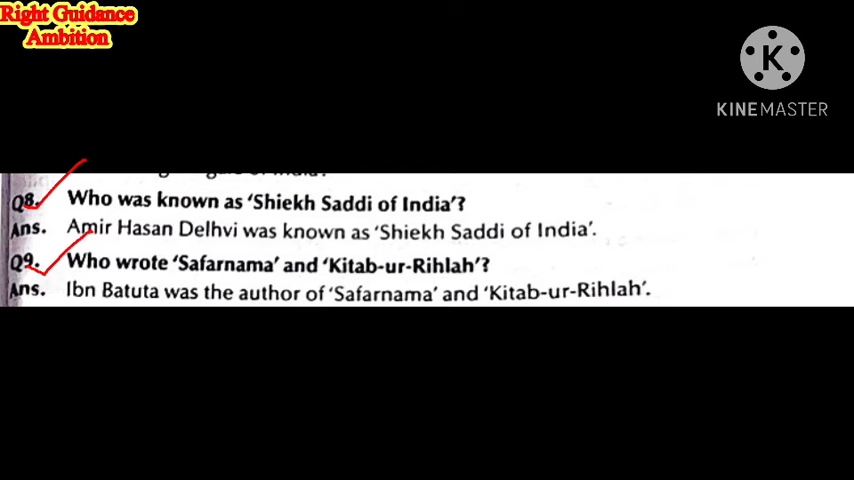 Right Guidance
Ambition
K
KINEMASTER
Q8. Who was known as ‘Shiekh Saddi of India’?
Ans. Amir Hasan Delhvi was known as ‘Shiekh Saddi of India’.
Q9. Who wrote ‘Safarnama’ and ‘Kitab-ur-Rihlah’?
Ans. Ibn Batuta was the author of ‘Safarnama’ and ‘Kitab-ur-Rihlah’.